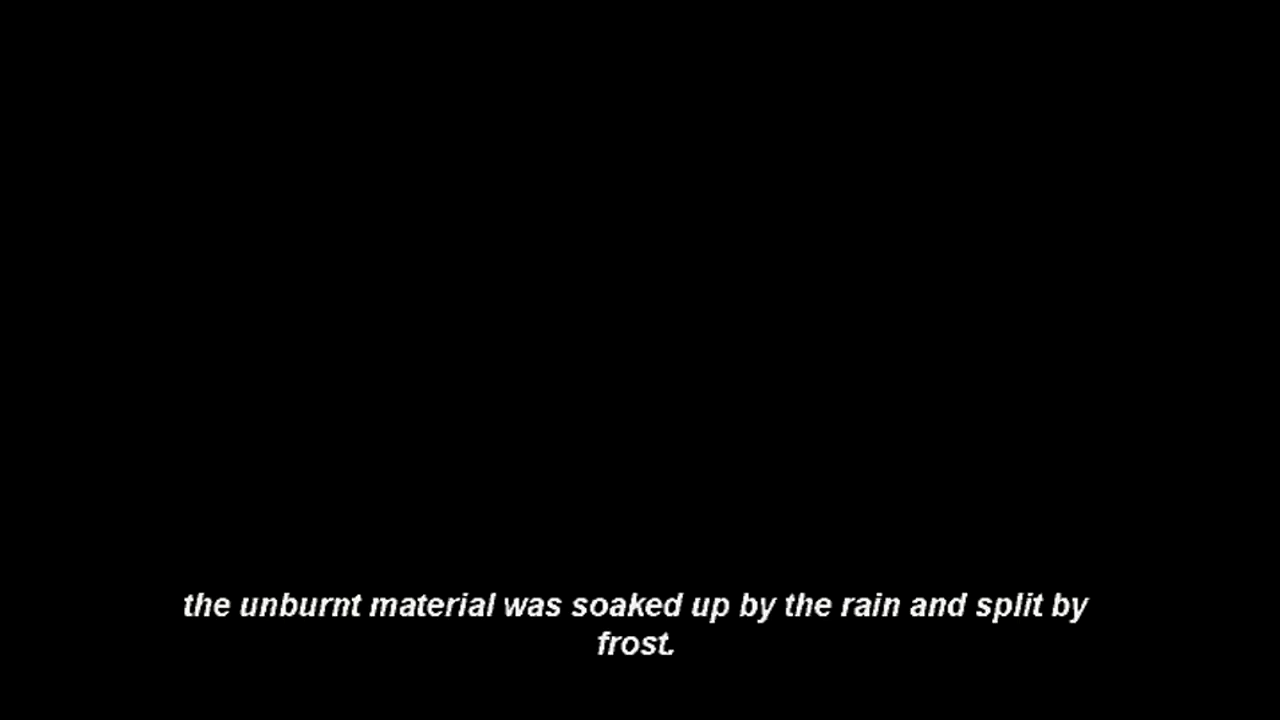 the unburnt material was soaked up by the rain and split by
frost.